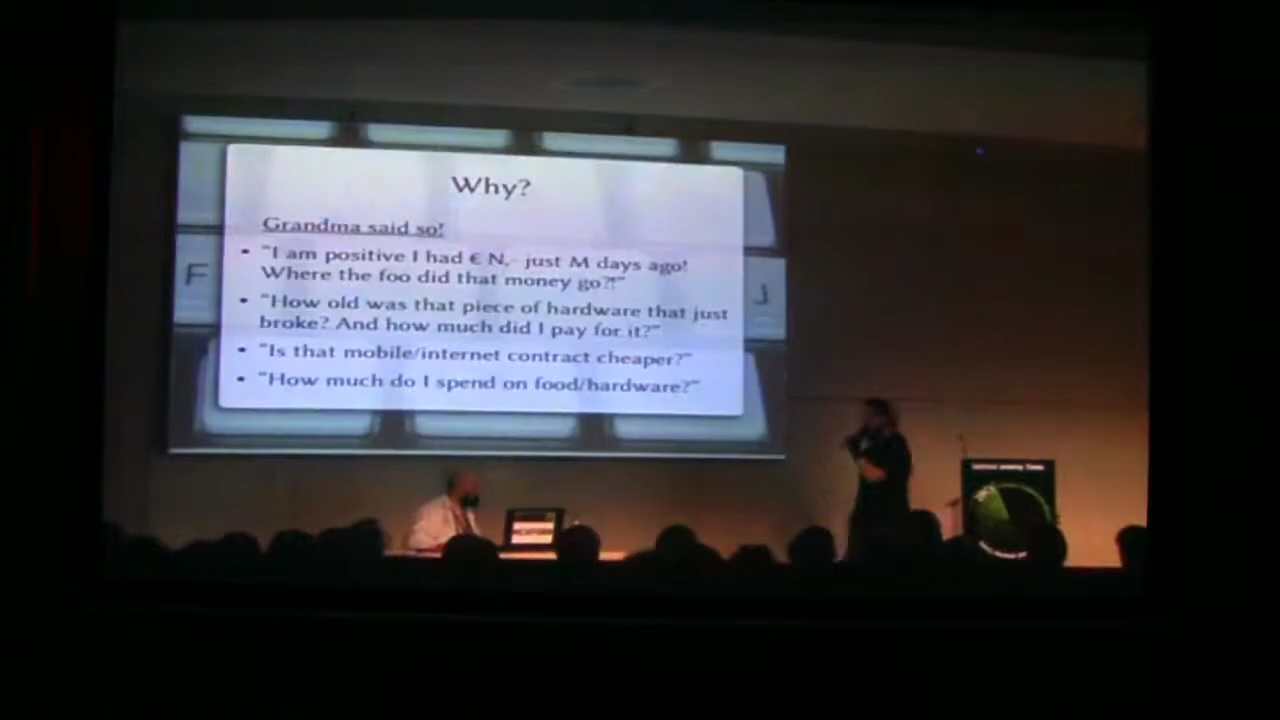 Why?
Grandma said so!
• "I am positive I had € N,- just M days ago!
Where the foo did that money go?!"
• "How old was that piece of hardware that just
broke? And how much did I pay for it?"
• "Is that mobile/internet contract cheaper?"
• "How much do I spend on food/hardware?"
F
J